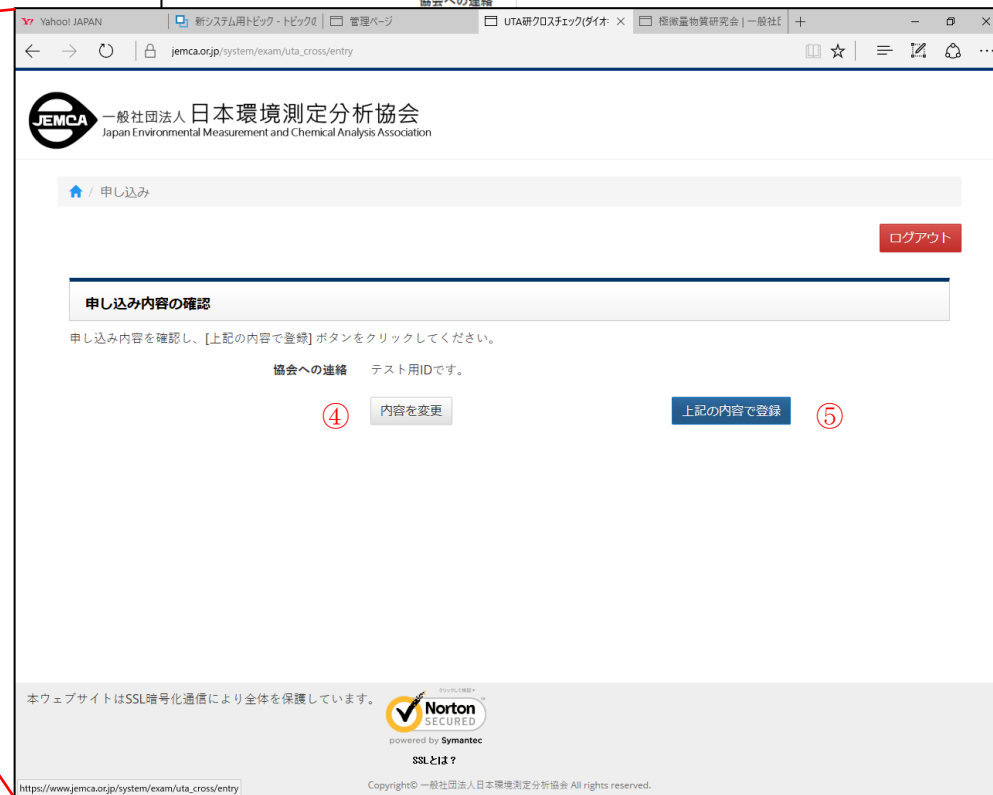 協会への連絡
Yahoo! JAPAN
新システム用トピック - トピックの
管理ページ
UTA研クロスチェック(ダイオ
極微量物質研究会 | 一般社団
jemca.or.jp/system/exam/uta_cross/entry
JEMCA
一般社団法人 日本環境測定分析協会
Japan Environmental Measurement and Chemical Analysis Association
/ 申し込み
ログアウト
申し込み内容の確認
申し込み内容を確認し、[上記の内容で登録] ボタンをクリックしてください。
協会への連絡 テスト用IDです。
④ 内容を変更 上記の内容で登録 ⑤
本ウェブサイトはSSL暗号化通信により全体を保護しています。
Norton
SECURED
powered by Symantec
SSLとは?
Copyright© 一般社団法人日本環境測定分析協会 All rights reserved.
https://www.jemca.or.jp/system/exam/uta_cross/entry